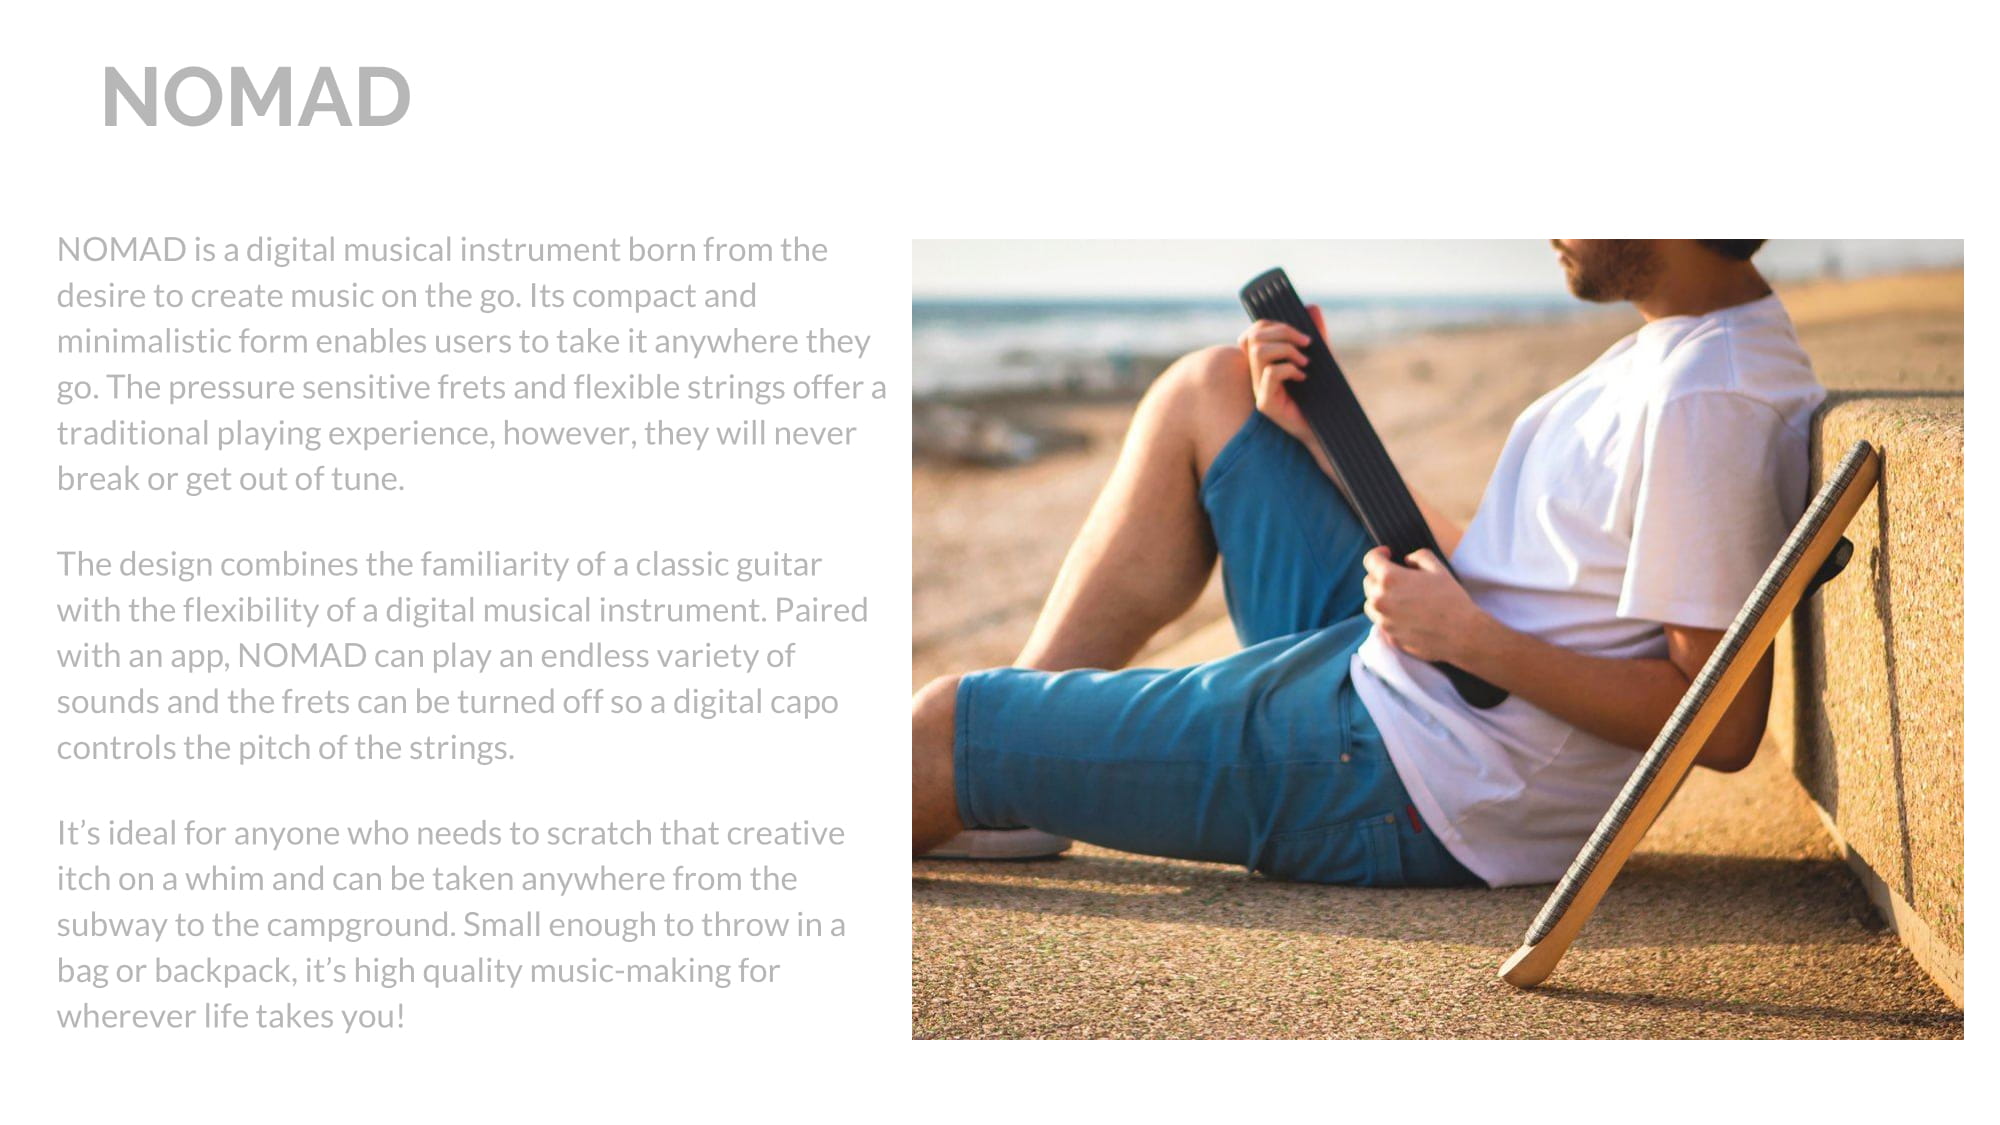 NOMAD
NOMAD is a digital musical instrument born from the
desire to create music on the go. Its compact and
minimalistic form enables users to take it anywhere they
go. The pressure sensitive frets and flexible strings offer a
traditional playing experience, however, they will never
break or get out of tune.
The design combines the familiarity of a classic guitar
with the flexibility of a digital musical instrument. Paired
with an app, NOMAD can play an endless variety of
sounds and the frets can be turned off so a digital capo
controls the pitch of the strings.
It’s ideal for anyone who needs to scratch that creative
itch on a whim and can be taken anywhere from the
subway to the campground. Small enough to throw in a
bag or backpack, it’s high quality music-making for
wherever life takes you!